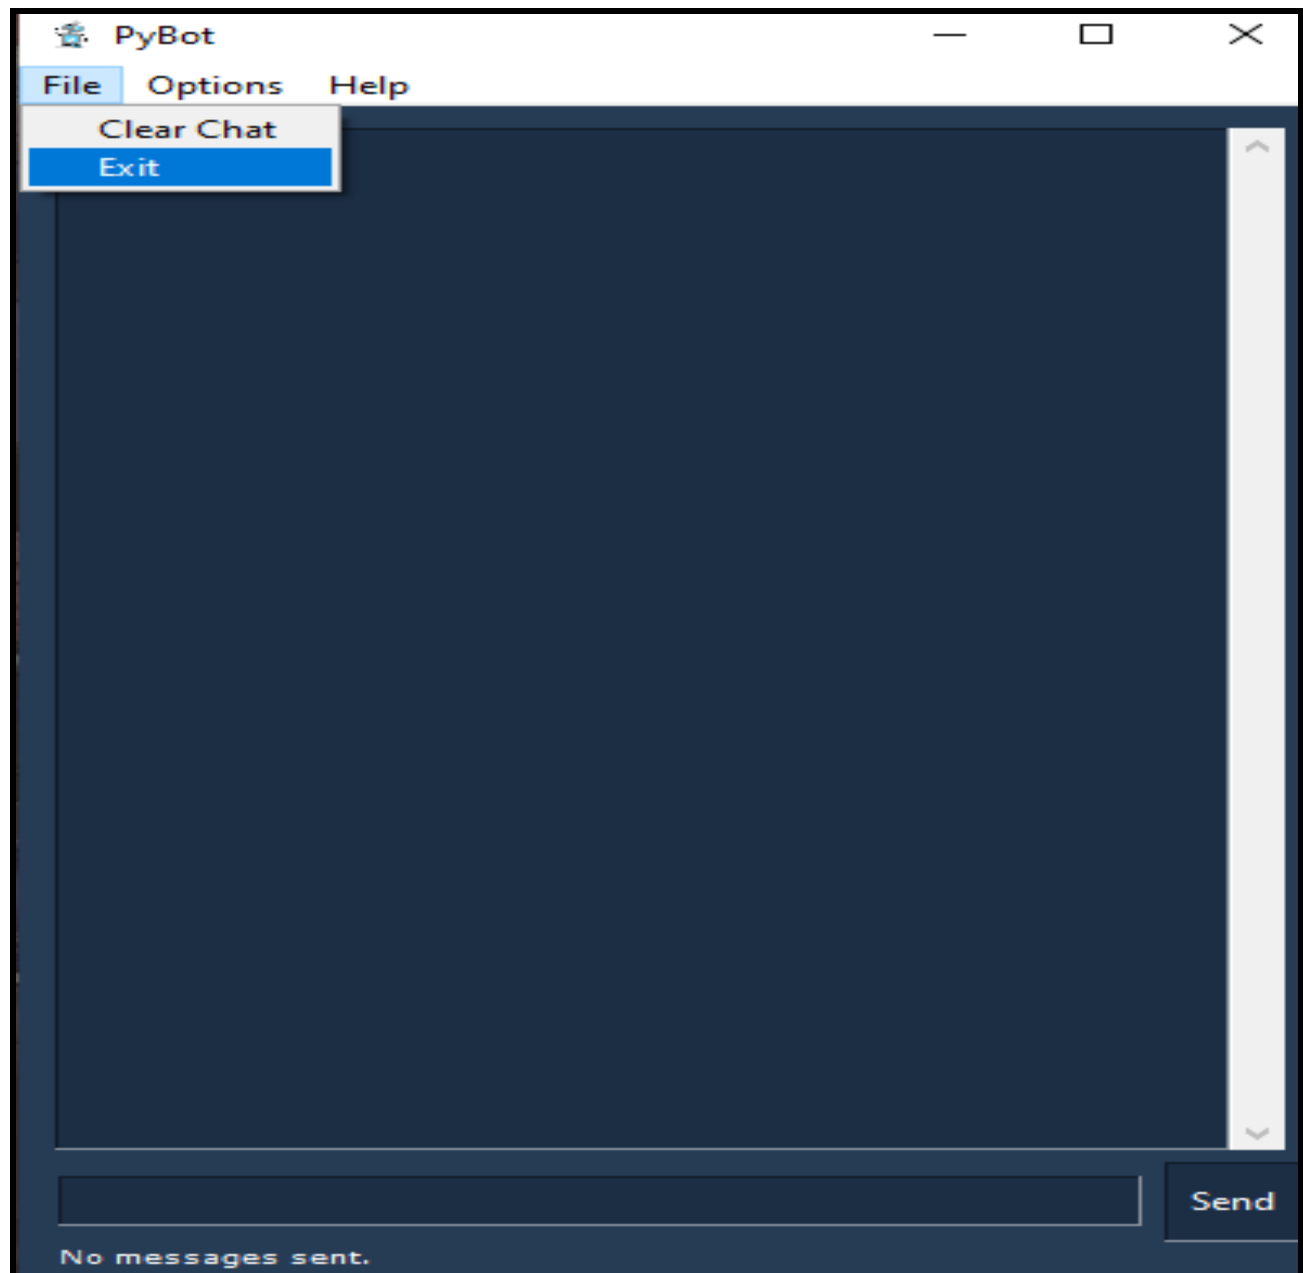 PyBot
File Options Help
Clear Chat
Exit
Send
No messages sent.